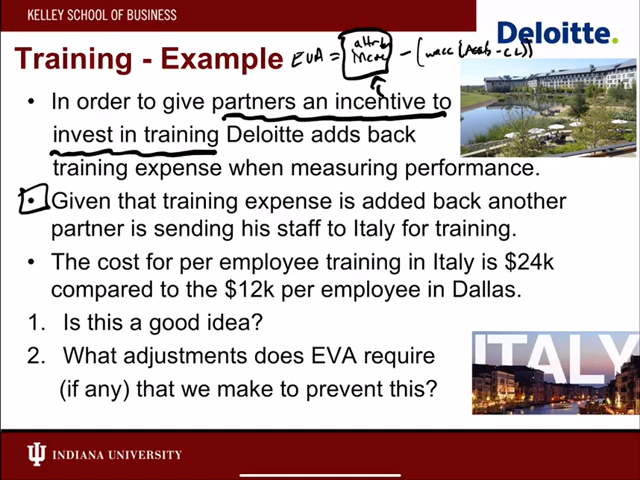 KELLEY SCHOOL OF BUSINESS
Deloitte.
Training - Example
EVA =
- (WACC (Assets - CL))
• In order to give partners an incentive to
invest in training Deloitte adds back
training expense when measuring performance.
• Given that training expense is added back another
partner is sending his staff to Italy for training.
• The cost for per employee training in Italy is $24k
compared to the $12k per employee in Dallas.
1. Is this a good idea?
2. What adjustments does EVA require
(if any) that we make to prevent this?
ITALY
INDIANA UNIVERSITY